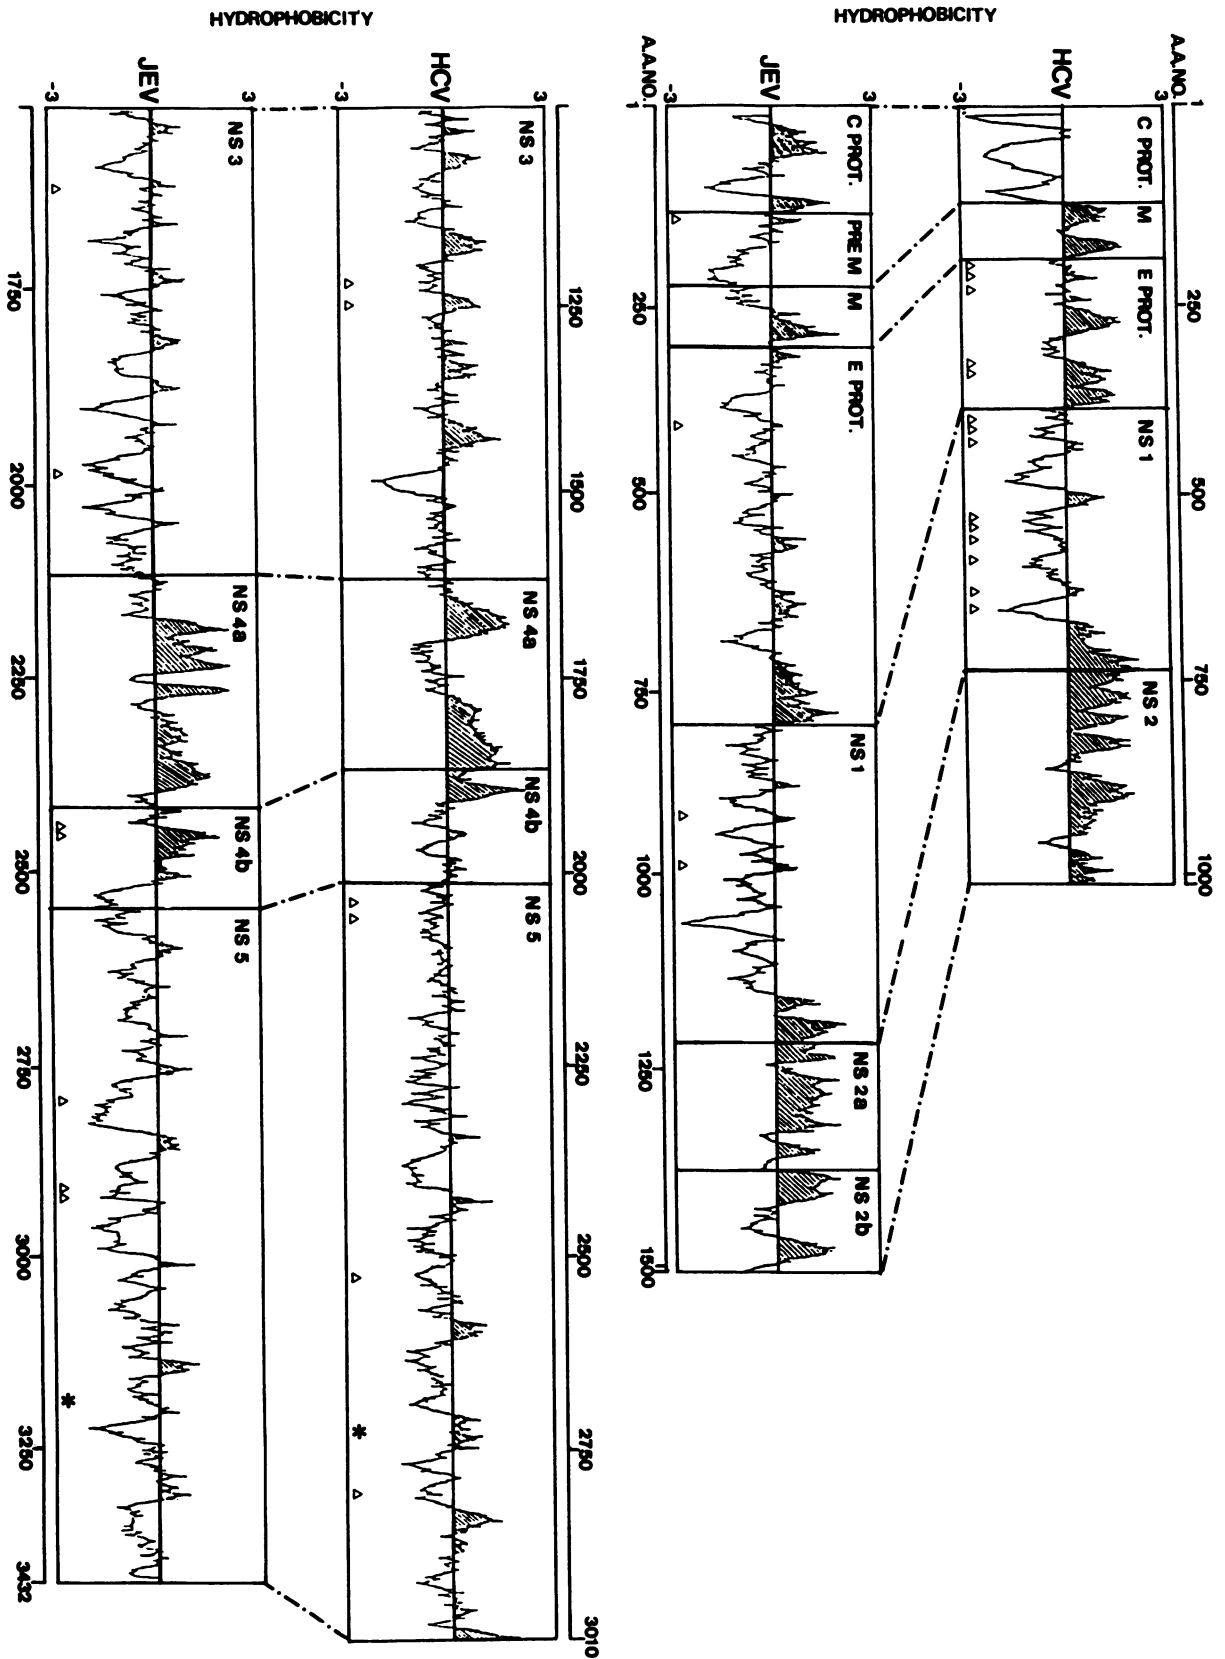 HYDROPHOBICITY
A.A.NO. 1 250 500 750 1000
HCV 3 -3
C PROT. M E PROT. NS 1 NS 2
JEV 3 -3
C PROT. PRE M M E PROT. NS 1 NS 2a NS 2b
A.A.NO. 1 250 500 750 1000 1250 1500
HYDROPHOBICITY
1250 1500 1750 2000 2250 2500 2750 3010
HCV 3 -3
NS 3 NS 4a NS 4b NS 5
*
JEV 3 -3
NS 3 NS 4a NS 4b NS 5
*
1750 2000 2250 2500 2750 3000 3250 3432